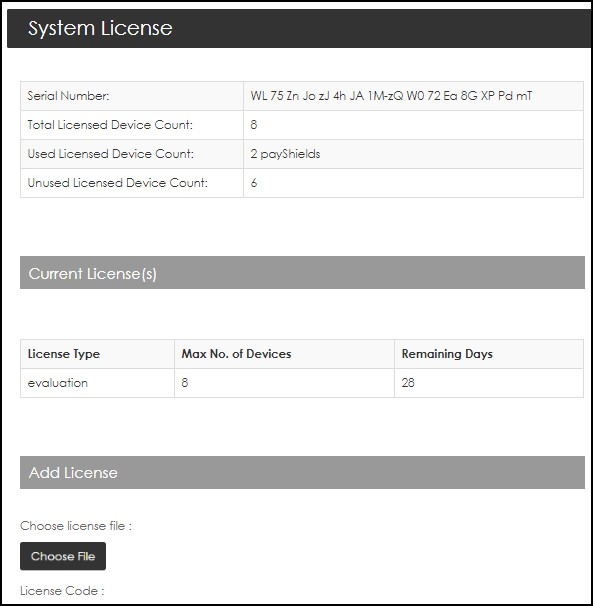 System License
Serial Number: WL 75 Zn Jo zJ 4h JA 1M-zQ W0 72 Ea 8G XP Pd mT
Total Licensed Device Count: 8
Used Licensed Device Count: 2 payShields
Unused Licensed Device Count: 6
Current License(s)
License Type Max No. of Devices Remaining Days
evaluation 8 28
Add License
Choose license file :
Choose File
License Code :